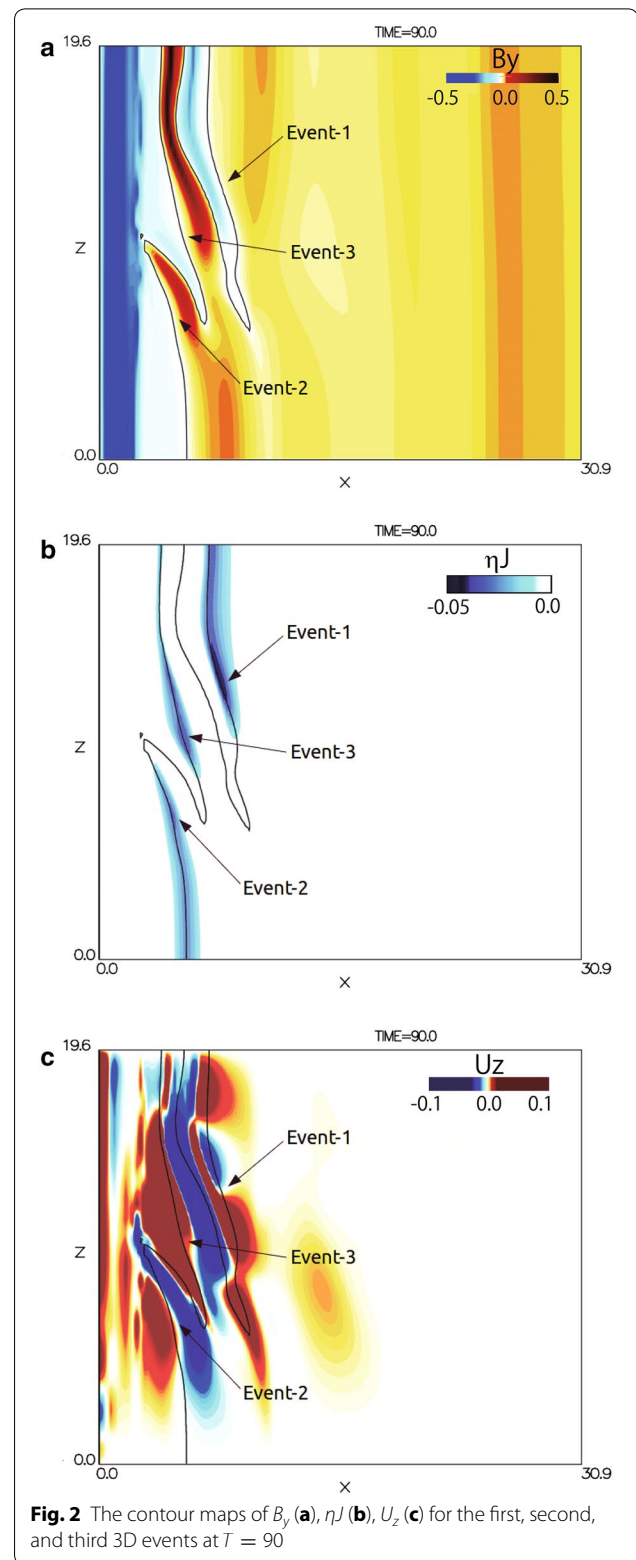 a
TIME=90.0
19.6
By
-0.5 0.0 0.5
Event-1
Z
Event-3
Event-2
0.0
0.0 30.9
X
b
TIME=90.0
19.6
ηJ
-0.05 0.0
Event-1
Z
Event-3
Event-2
0.0
0.0 30.9
X
c
TIME=90.0
19.6
Uz
-0.1 0.0 0.1
Event-1
Z
Event-3
Event-2
0.0
0.0 30.9
X
Fig. 2 The contour maps of By (a), ηJ (b), Uz (c) for the first, second,
and third 3D events at T = 90